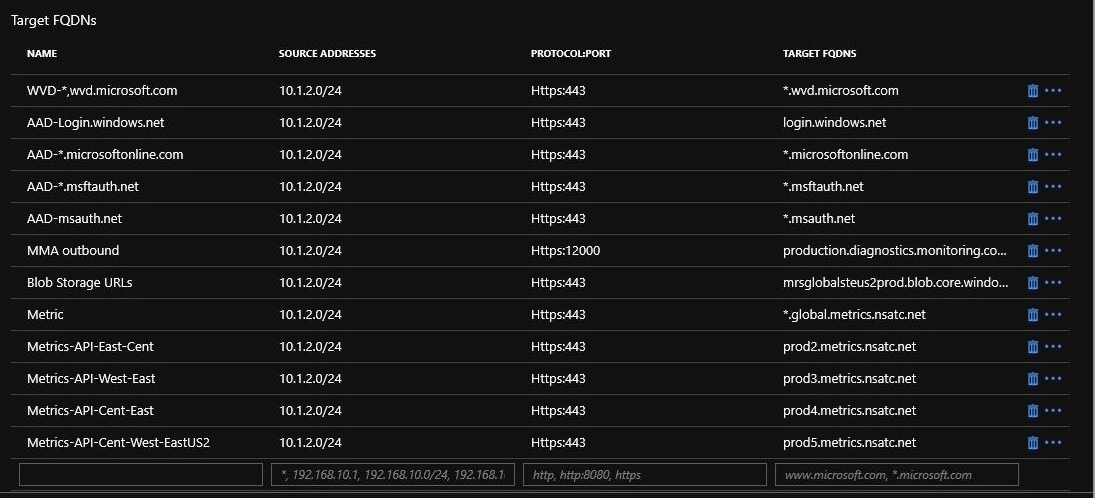 Target FQDNs
NAME SOURCE ADDRESSES PROTOCOL:PORT TARGET FQDNS
WVD-*,wvd.microsoft.com 10.1.2.0/24 Https:443 *.wvd.microsoft.com
AAD-Login.windows.net 10.1.2.0/24 Https:443 login.windows.net
AAD-*.microsoftonline.com 10.1.2.0/24 Https:443 *.microsoftonline.com
AAD-*.msftauth.net 10.1.2.0/24 Https:443 *.msftauth.net
AAD-msauth.net 10.1.2.0/24 Https:443 *.msauth.net
MMA outbound 10.1.2.0/24 Https:12000 production.diagnostics.monitoring.co...
Blob Storage URLs 10.1.2.0/24 Https:443 mrsglobalsteus2prod.blob.core.windo...
Metric 10.1.2.0/24 Https:443 *.global.metrics.nsatc.net
Metrics-API-East-Cent 10.1.2.0/24 Https:443 prod2.metrics.nsatc.net
Metrics-API-West-East 10.1.2.0/24 Https:443 prod3.metrics.nsatc.net
Metrics-API-Cent-East 10.1.2.0/24 Https:443 prod4.metrics.nsatc.net
Metrics-API-Cent-West-EastUS2 10.1.2.0/24 Https:443 prod5.metrics.nsatc.net
*, 192.168.10.1, 192.168.10.0/24, 192.168.1 http, http:8080, https www.microsoft.com, *.microsoft.com